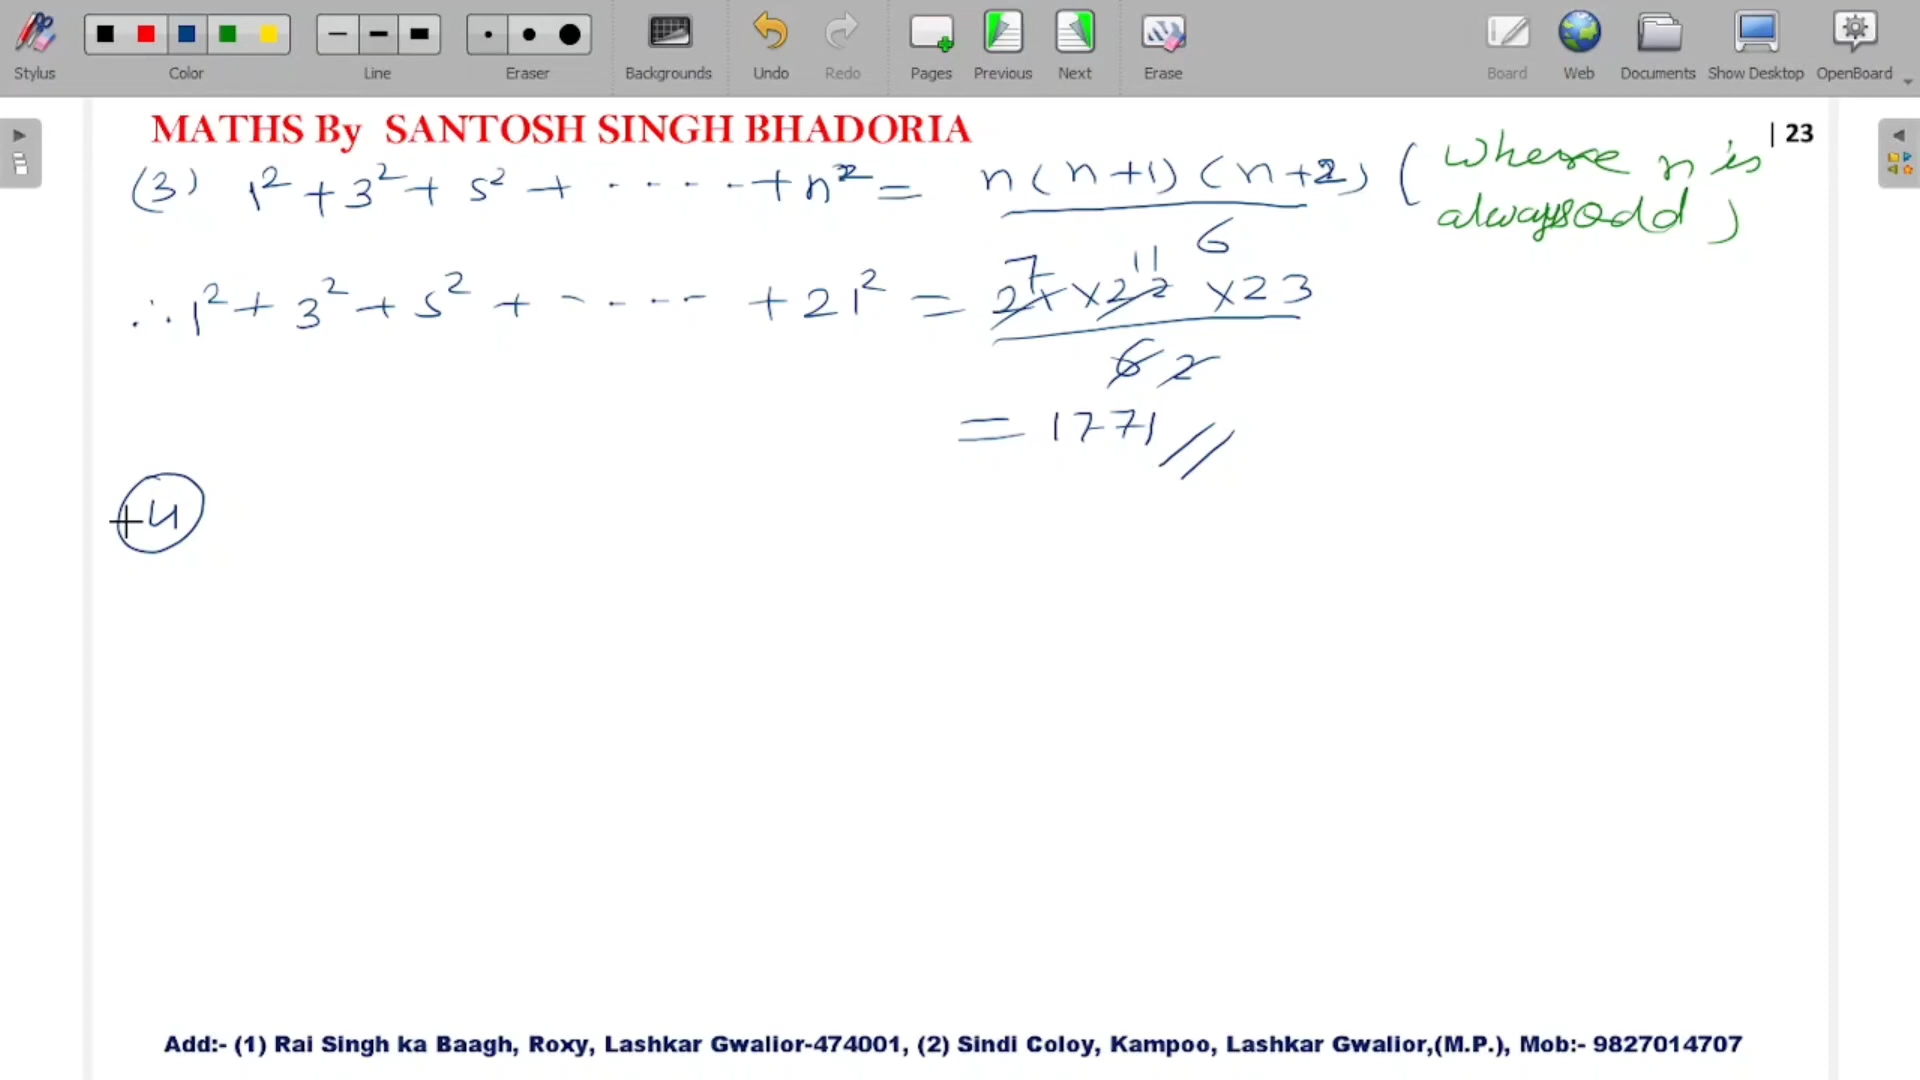 Stylus Color Line Eraser Backgrounds Undo Redo Pages Previous Next Erase Board Web Documents Show Desktop OpenBoard
MATHS By SANTOSH SINGH BHADORIA
| 23
(3) 1² + 3² + 5² + ..... + n² = n(n+1)(n+2) / 6 (where n is
always odd)
∴ 1² + 3² + 5² + ----- + 21² = 21 × 22 × 23 / 6
7 11 2
= 1771 //
4
Add:- (1) Rai Singh ka Baagh, Roxy, Lashkar Gwalior-474001, (2) Sindi Coloy, Kampoo, Lashkar Gwalior,(M.P.), Mob:- 9827014707